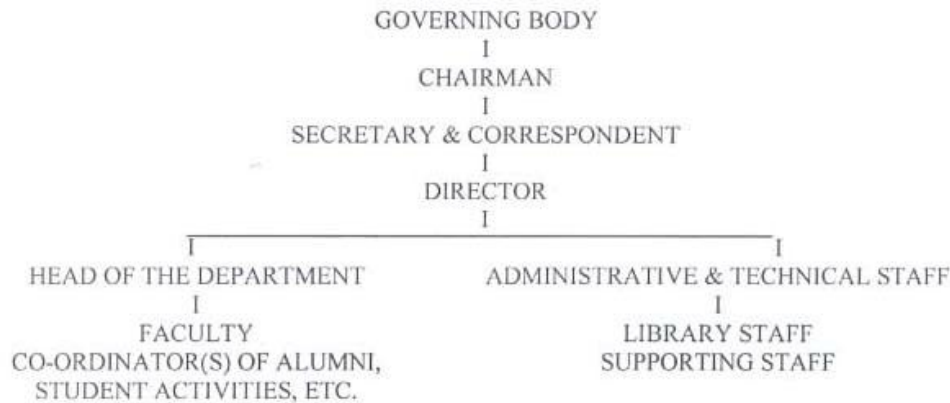 GOVERNING BODY
I
CHAIRMAN
I
SECRETARY & CORRESPONDENT
I
DIRECTOR
I
I I
HEAD OF THE DEPARTMENT ADMINISTRATIVE & TECHNICAL STAFF
I I
FACULTY LIBRARY STAFF
CO-ORDINATOR(S) OF ALUMNI, SUPPORTING STAFF
STUDENT ACTIVITIES, ETC.